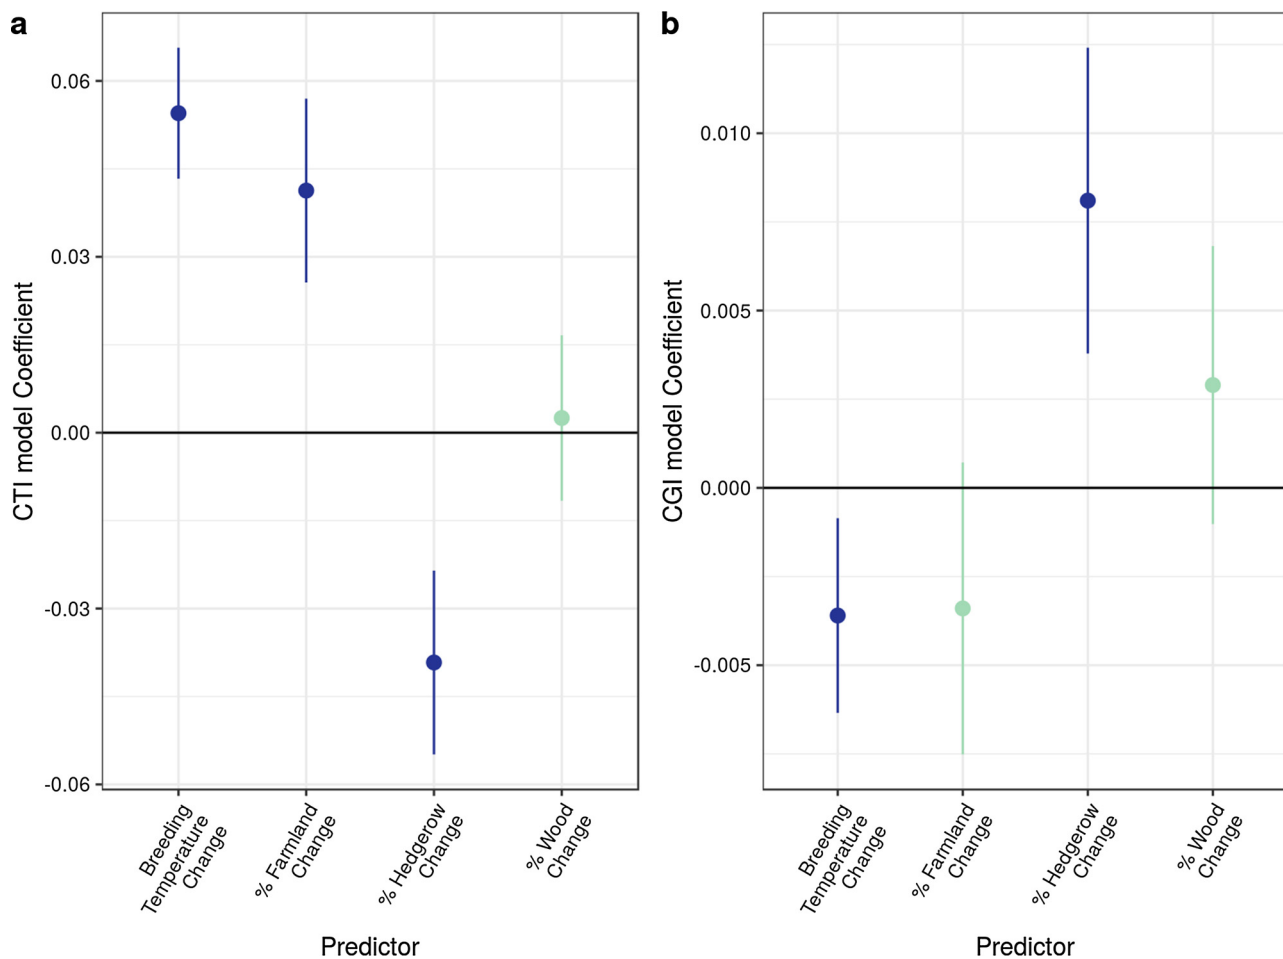 a
0.06
0.03
0.00
-0.03
-0.06
CTI model Coefficient
Breeding
Temperature
Change
% Farmland
Change
% Hedgerow
Change
% Wood
Change
Predictor
b
0.010
0.005
0.000
-0.005
CGI model Coefficient
Breeding
Temperature
Change
% Farmland
Change
% Hedgerow
Change
% Wood
Change
Predictor